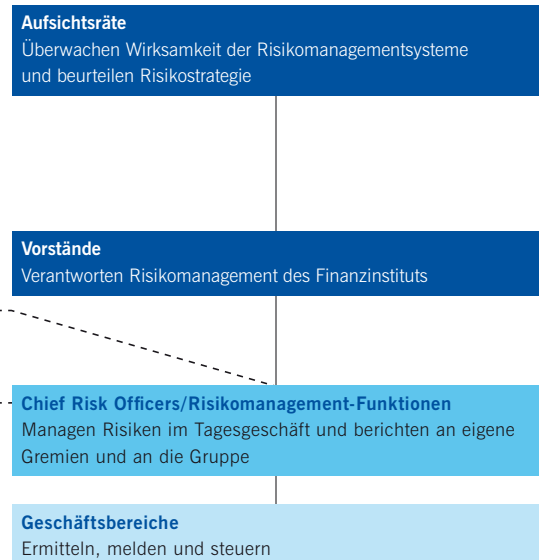 Aufsichtsräte
Überwachen Wirksamkeit der Risikomanagementsysteme
und beurteilen Risikostrategie
Vorstände
Verantworten Risikomanagement des Finanzinstituts
Chief Risk Officers/Risikomanagement-Funktionen
Managen Risiken im Tagesgeschäft und berichten an eigene
Gremien und an die Gruppe
Geschäftsbereiche
Ermitteln, melden und steuern